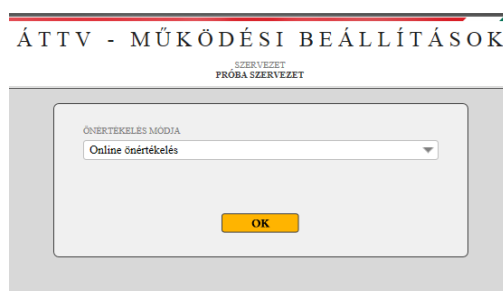 ÁTTV - MŰKÖDÉSI BEÁLLÍTÁSOK
SZERVEZET
PRÓBA SZERVEZET
ÖNÉRTÉKELÉS MÓDJA
Online önértékelés
OK